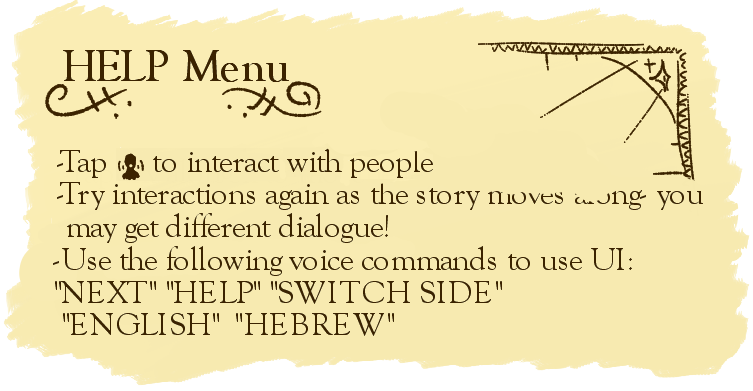 HELP Menu
-Tap to interact with people
-Try interactions again as the story moves along- you
may get different dialogue!
-Use the following voice commands to use UI:
"NEXT" "HELP" "SWITCH SIDE"
"ENGLISH" "HEBREW"